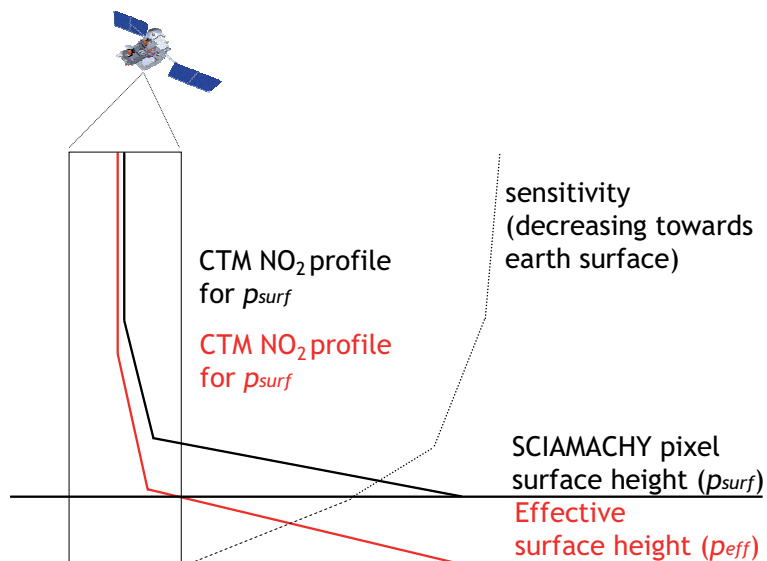 sensitivity
(decreasing towards
earth surface)
CTM NO₂ profile
for psurf
CTM NO₂ profile
for psurf
SCIAMACHY pixel
surface height (psurf)
Effective
surface height (peff)